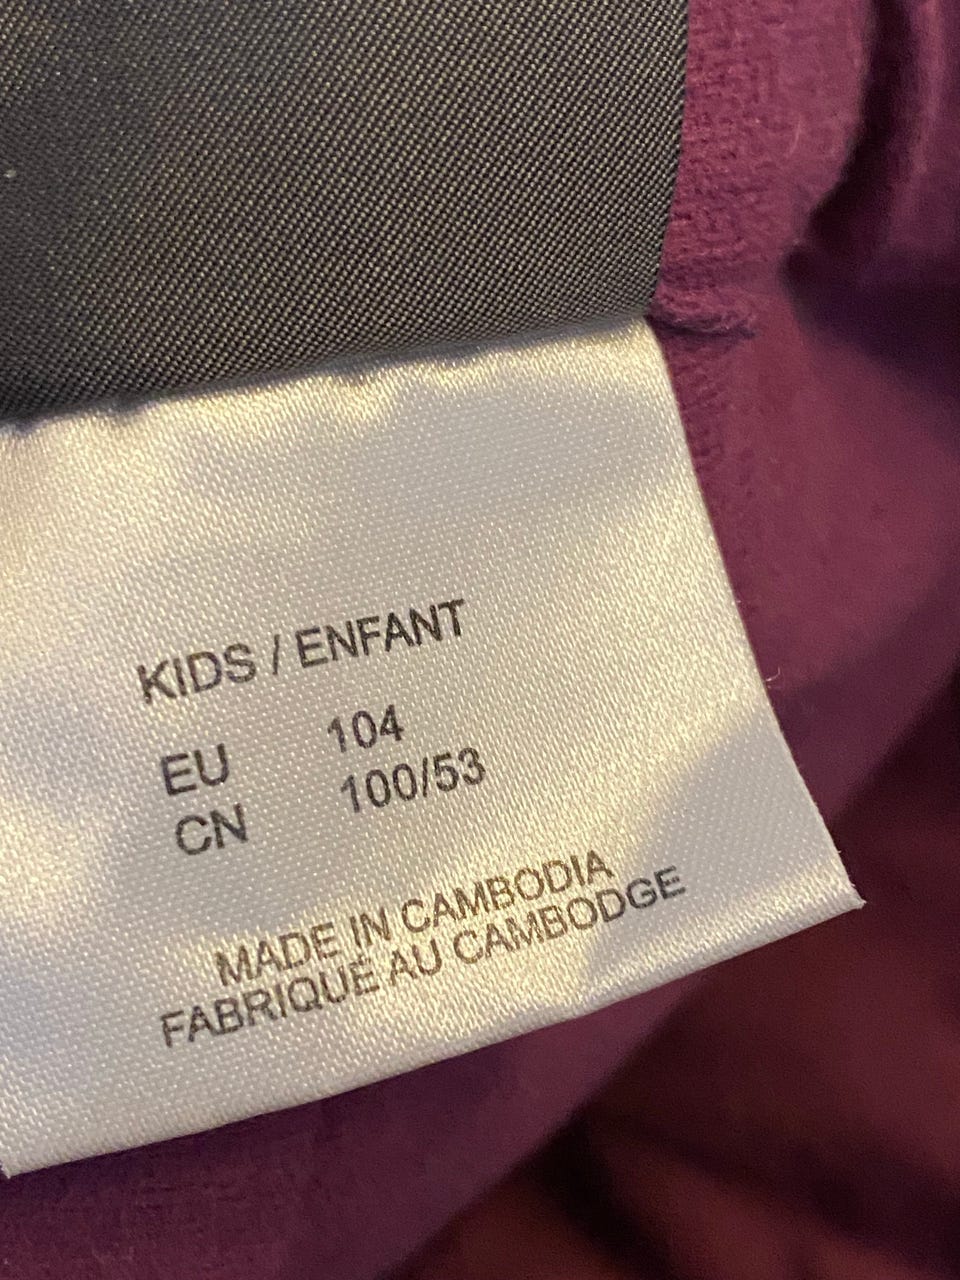 KIDS / ENFANT
EU 104
CN 100/53
MADE IN CAMBODIA
FABRIQUÉ AU CAMBODGE